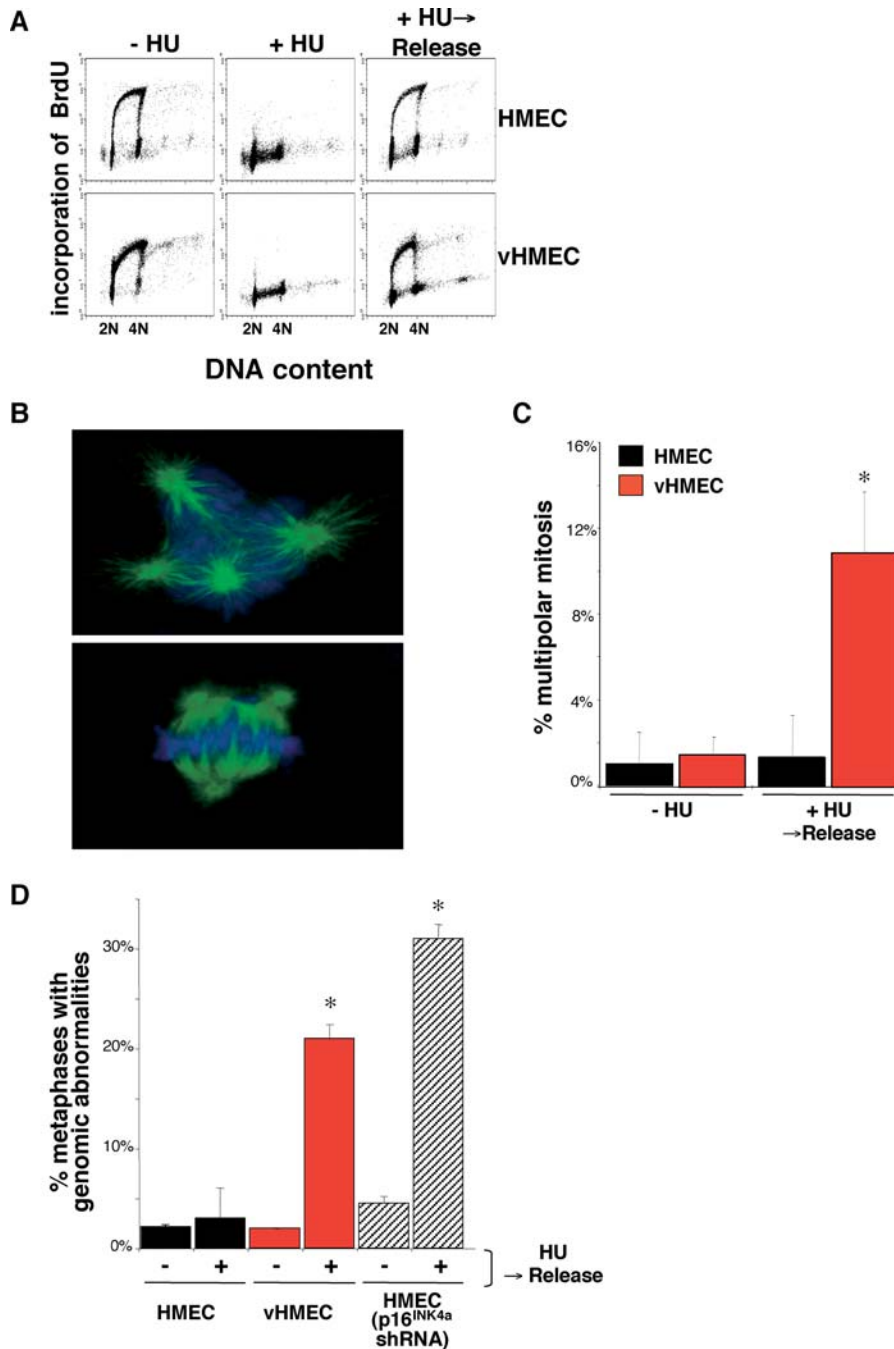 A
- HU
+ HU
+ HU→
Release
incorporation of BrdU
HMEC
vHMEC
2N 4N
2N 4N
2N 4N
DNA content
B
C
16%
12%
8%
4%
0%
% multipolar mitosis
HMEC
vHMEC
*
- HU
+ HU
→Release
D
% metaphases with
genomic abnormalities
30%
20%
10%
0%
*
*
- + - + - +
HU
→ Release
HMEC
vHMEC
HMEC
(p16INK4a
shRNA)